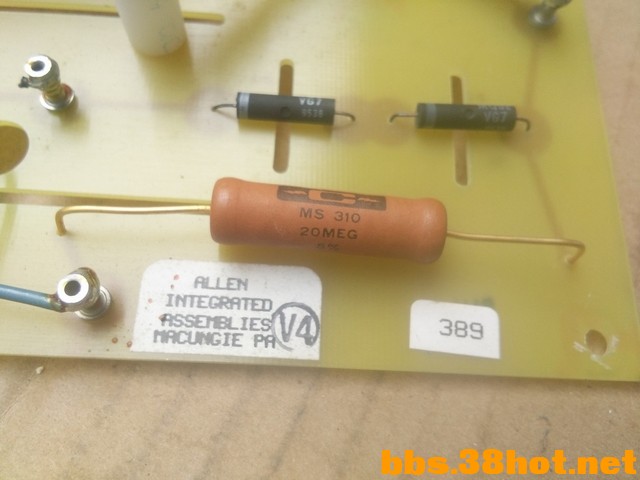 VG7
VG7
MS 310
20MEG
ALLEN
INTEGRATED
ASSEMBLIES
MACUNGIE PA
V4
389
bbs.38hot.net